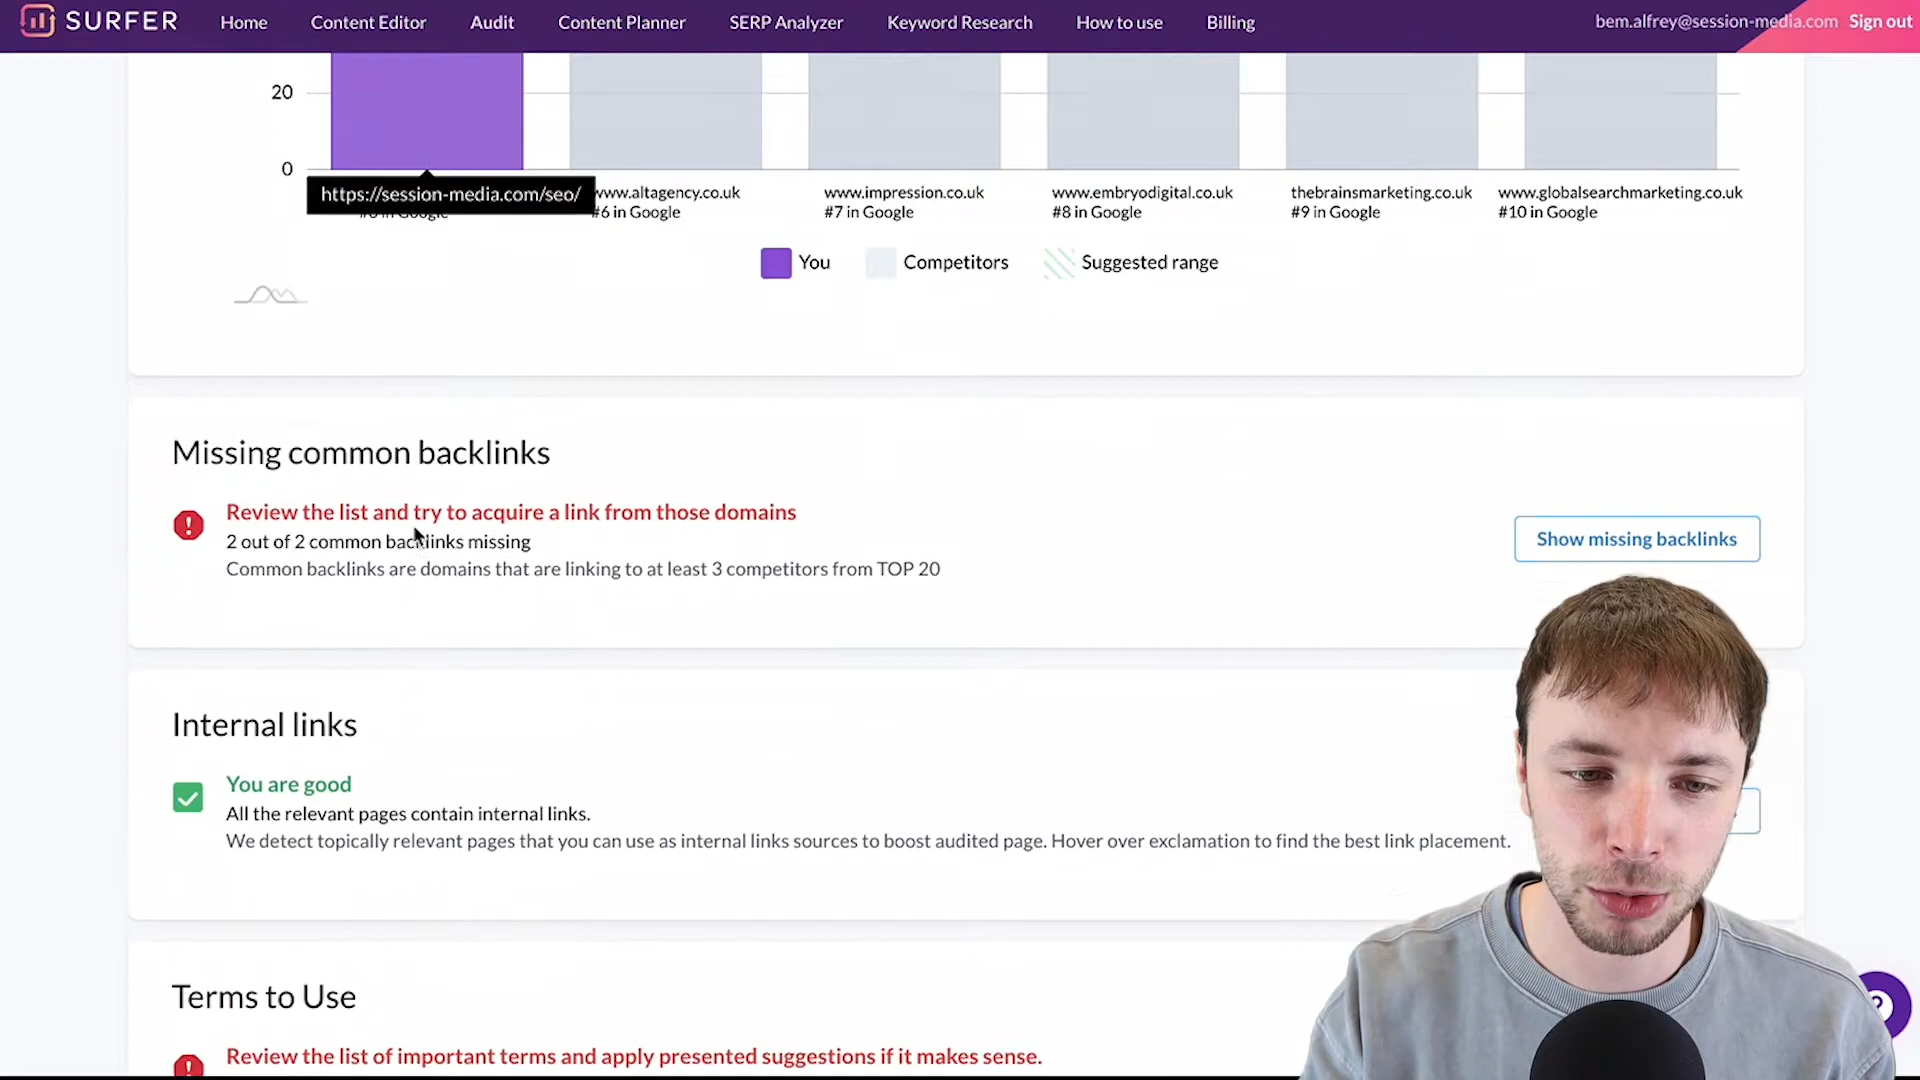 SURFER
Home
Content Editor
Audit
Content Planner
SERP Analyzer
Keyword Research
How to use
Billing
bem.alfrey@session-media.com
Sign out
20
0
https://session-media.com/seo/
www.altagency.co.uk
#6 in Google
www.impression.co.uk
#7 in Google
www.embryodigital.co.uk
#8 in Google
thebrainsmarketing.co.uk
#9 in Google
www.globalsearchmarketing.co.uk
#10 in Google
You
Competitors
Suggested range
Missing common backlinks
Review the list and try to acquire a link from those domains
2 out of 2 common backlinks missing
Common backlinks are domains that are linking to at least 3 competitors from TOP 20
Show missing backlinks
Internal links
You are good
All the relevant pages contain internal links.
We detect topically relevant pages that you can use as internal links sources to boost audited page. Hover over exclamation to find the best link placement.
Terms to Use
Review the list of important terms and apply presented suggestions if it makes sense.